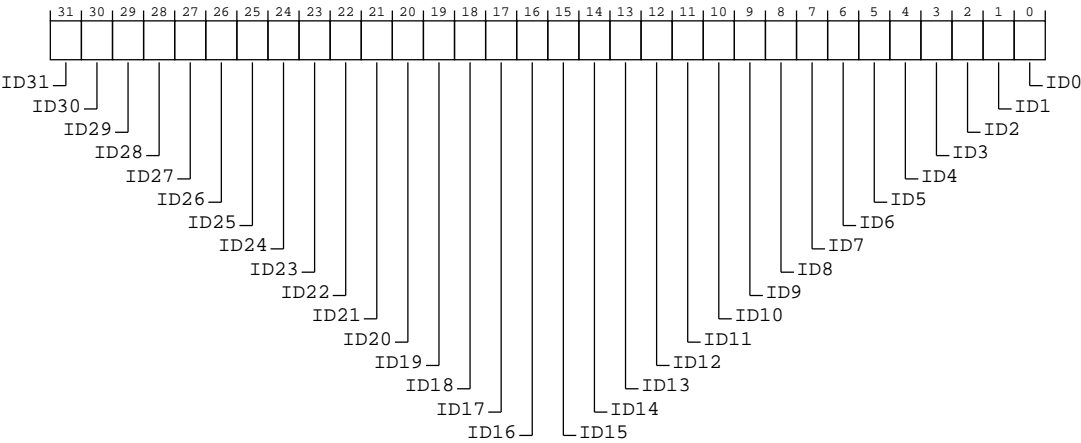 31 30 29 28 27 26 25 24 23 22 21 20 19 18 17 16 15 14 13 12 11 10 9 8 7 6 5 4 3 2 1 0
ID31 ID0
ID30 ID1
ID29 ID2
ID28 ID3
ID27 ID4
ID26 ID5
ID25 ID6
ID24 ID7
ID23 ID8
ID22 ID9
ID21 ID10
ID20 ID11
ID19 ID12
ID18 ID13
ID17 ID14
ID16 ID15